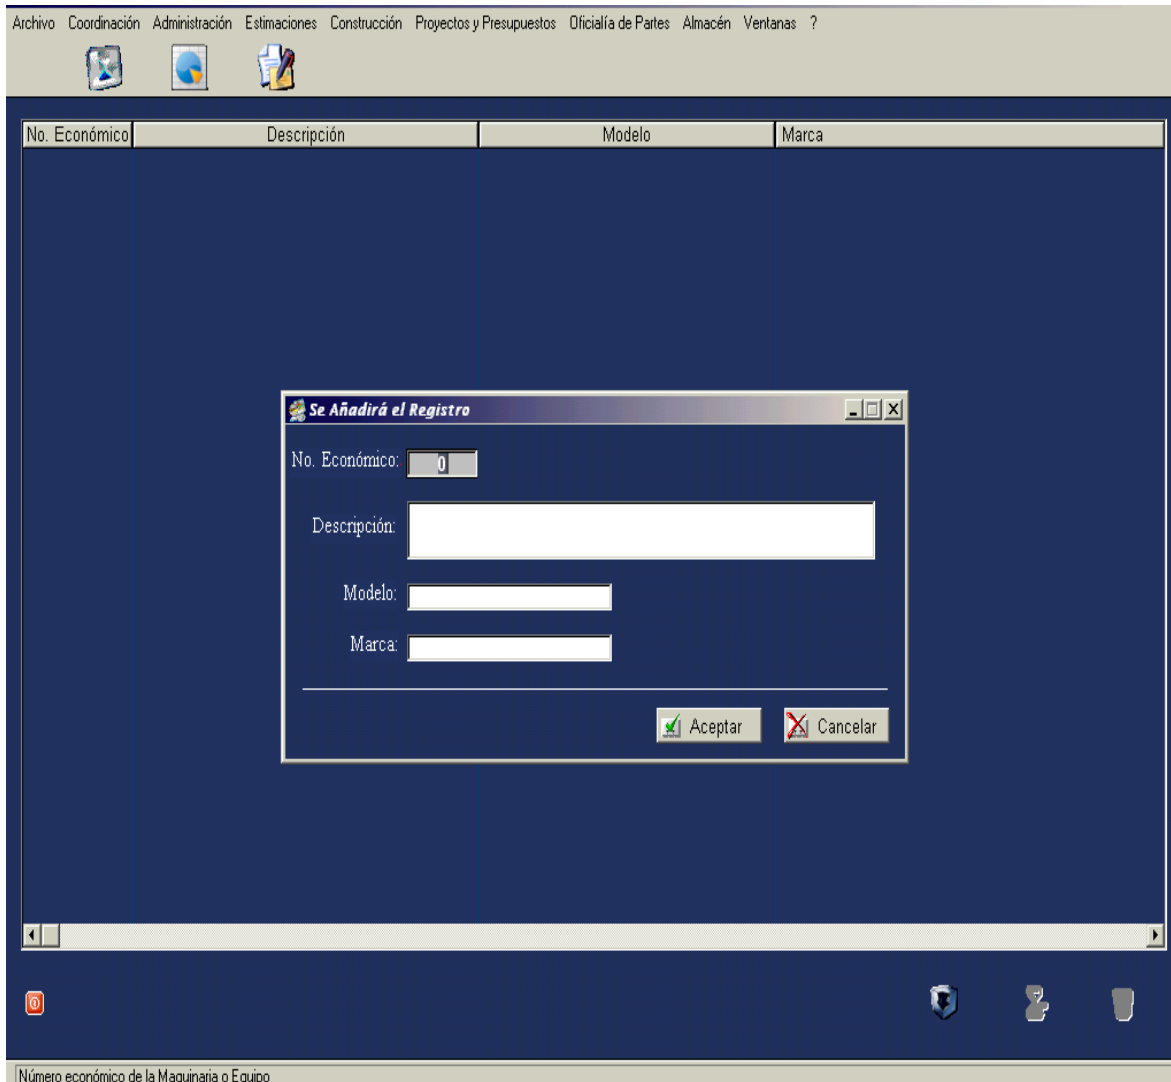 Archivo Coordinación Administración Estimaciones Construcción Proyectos y Presupuestos Oficialía de Partes Almacén Ventanas ?
No. Económico Descripción Modelo Marca
Se Añadirá el Registro
No. Económico: 0
Descripción:
Modelo:
Marca:
Aceptar Cancelar
Número económico de la Maquinaria o Equipo